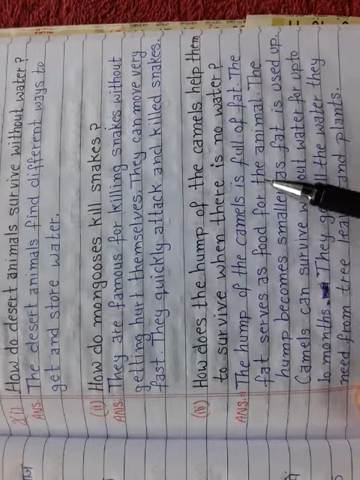 2(i) How do desert animals survive without water?
Ans. The desert animals find different ways to
get and store water.
(ii) How do mongooses kill snakes?
Ans. They are famous for killing snakes without
getting hurt themselves. They can move very
fast. They quickly attack and killed snakes.
(iii) How does the hump of the camels help them
to survive when there is no water?
Ans. The hump of the camels is full of fat. The
fat serves as food for the animal. The
hump becomes smaller as fat is used up.
Camels can survive without water for upto
6 months. They all the water they
need from tree and plants.